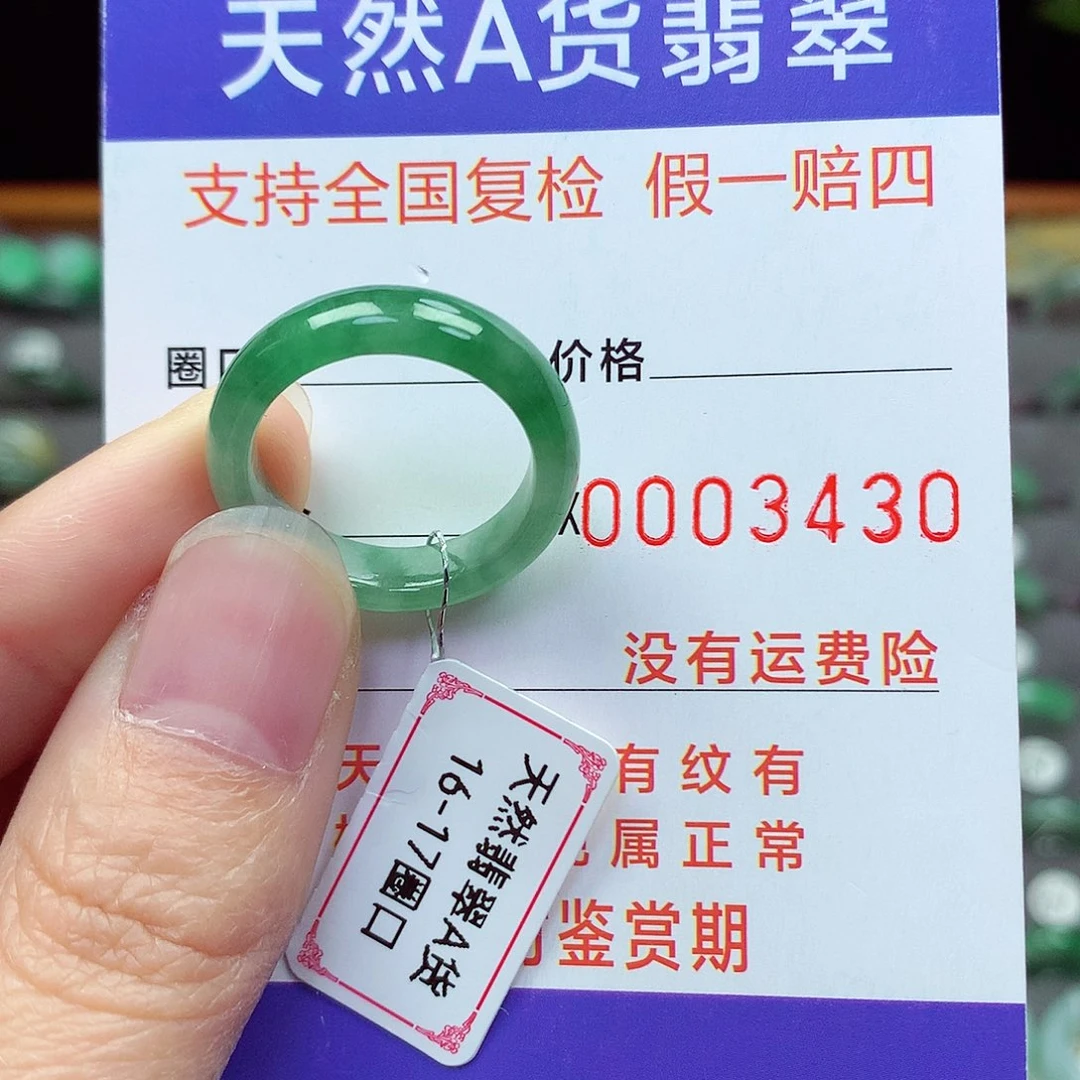 天然A货翡翠
支持全国复检 假一赔四
圈
价格
0003430
没有运费险
天
有纹有
属正常
鉴赏期
天然翡翠A货
16-17圈口